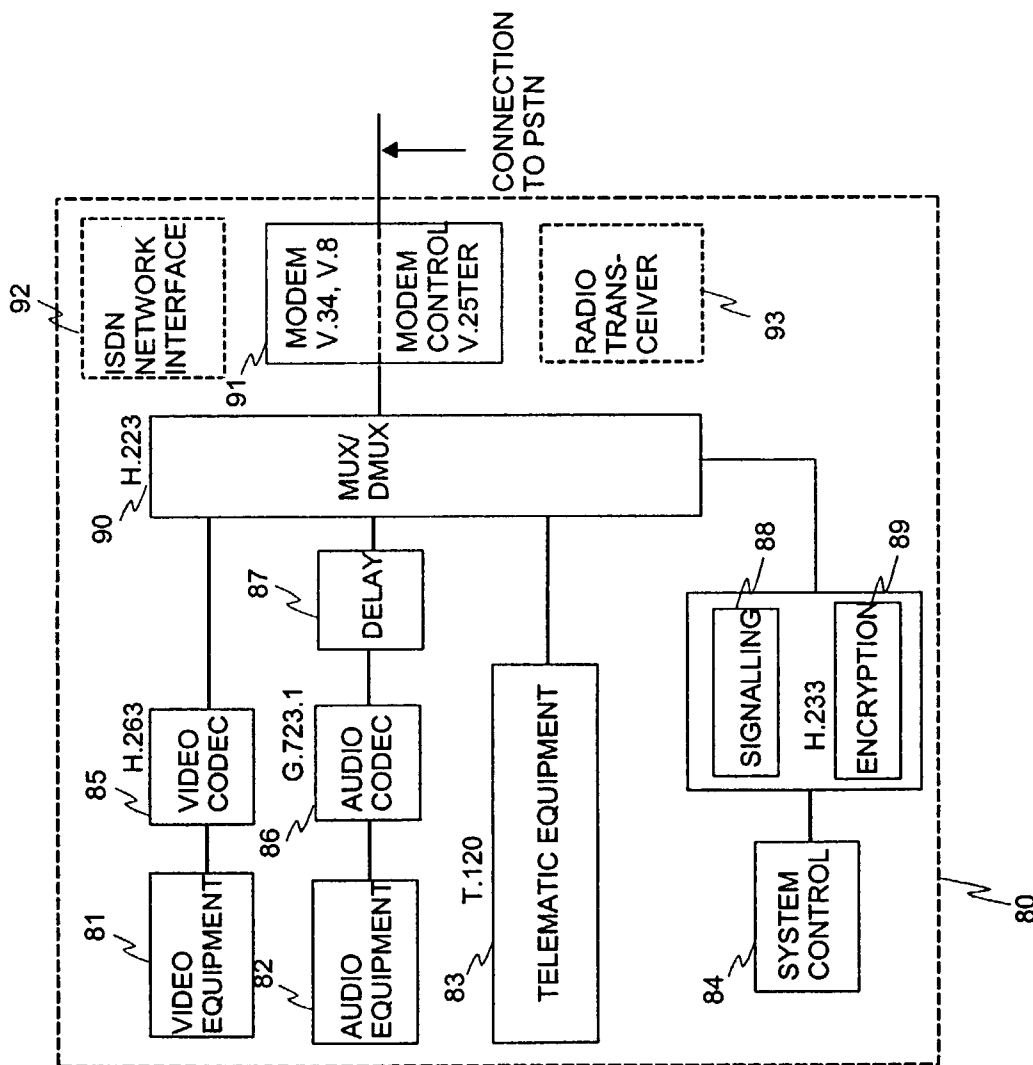 81
VIDEO
EQUIPMENT
85
H.263
VIDEO
CODEC
82
AUDIO
EQUIPMENT
86
G.723.1
AUDIO
CODEC
87
DELAY
83
T.120
TELEMATIC EQUIPMENT
84
SYSTEM
CONTROL
88
SIGNALLING
H.233
89
ENCRYPTION
90
H.223
MUX/
DMUX
92
ISDN
NETWORK
INTERFACE
91
MODEM
V.34, V.8
MODEM
CONTROL
V.25TER
RADIO
TRANS-
CEIVER
93
CONNECTION
TO PSTN
80